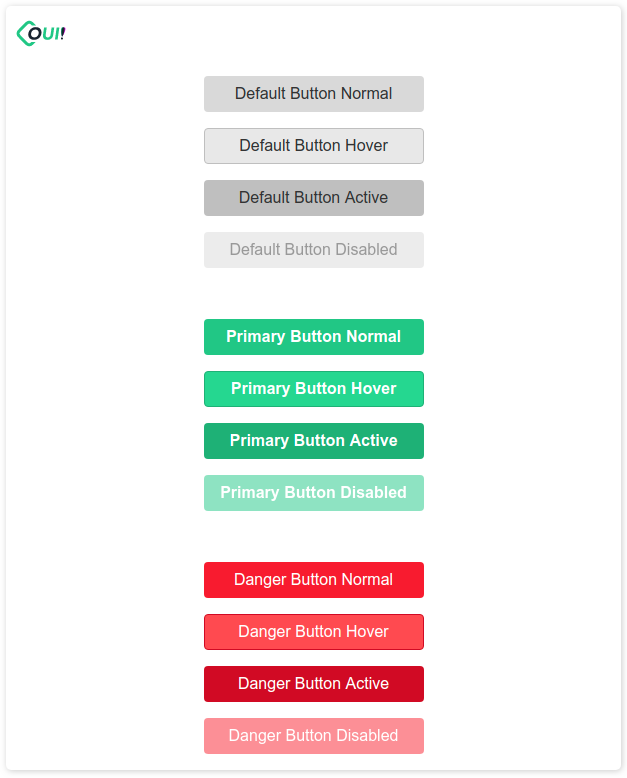 OUI!
Default Button Normal
Default Button Hover
Default Button Active
Default Button Disabled
Primary Button Normal
Primary Button Hover
Primary Button Active
Primary Button Disabled
Danger Button Normal
Danger Button Hover
Danger Button Active
Danger Button Disabled